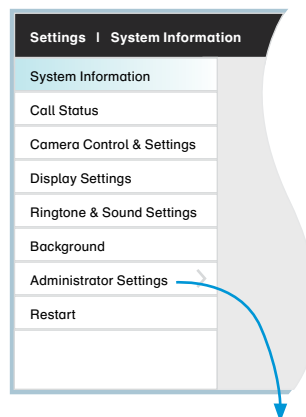 Settings | System Information
System Information
Call Status
Camera Control & Settings
Display Settings
Ringtone & Sound Settings
Background
Administrator Settings
Restart